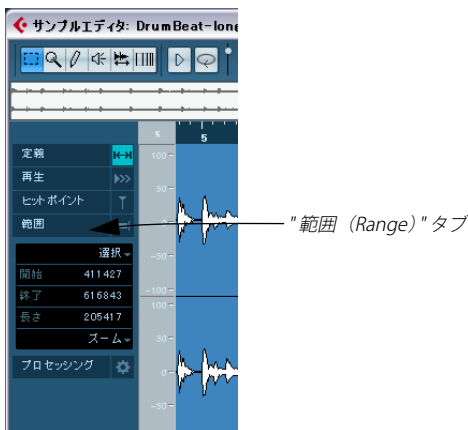 サンプルエディタ: DrumBeat-lone
%
5
定義
100
再生
50
ヒットポイント
範囲
0
"範囲（Range）"タブ
選択
-50
開始 411427
終了 616843
-100
100
長さ 205417
ズーム
50
プロセッシング
0
-50